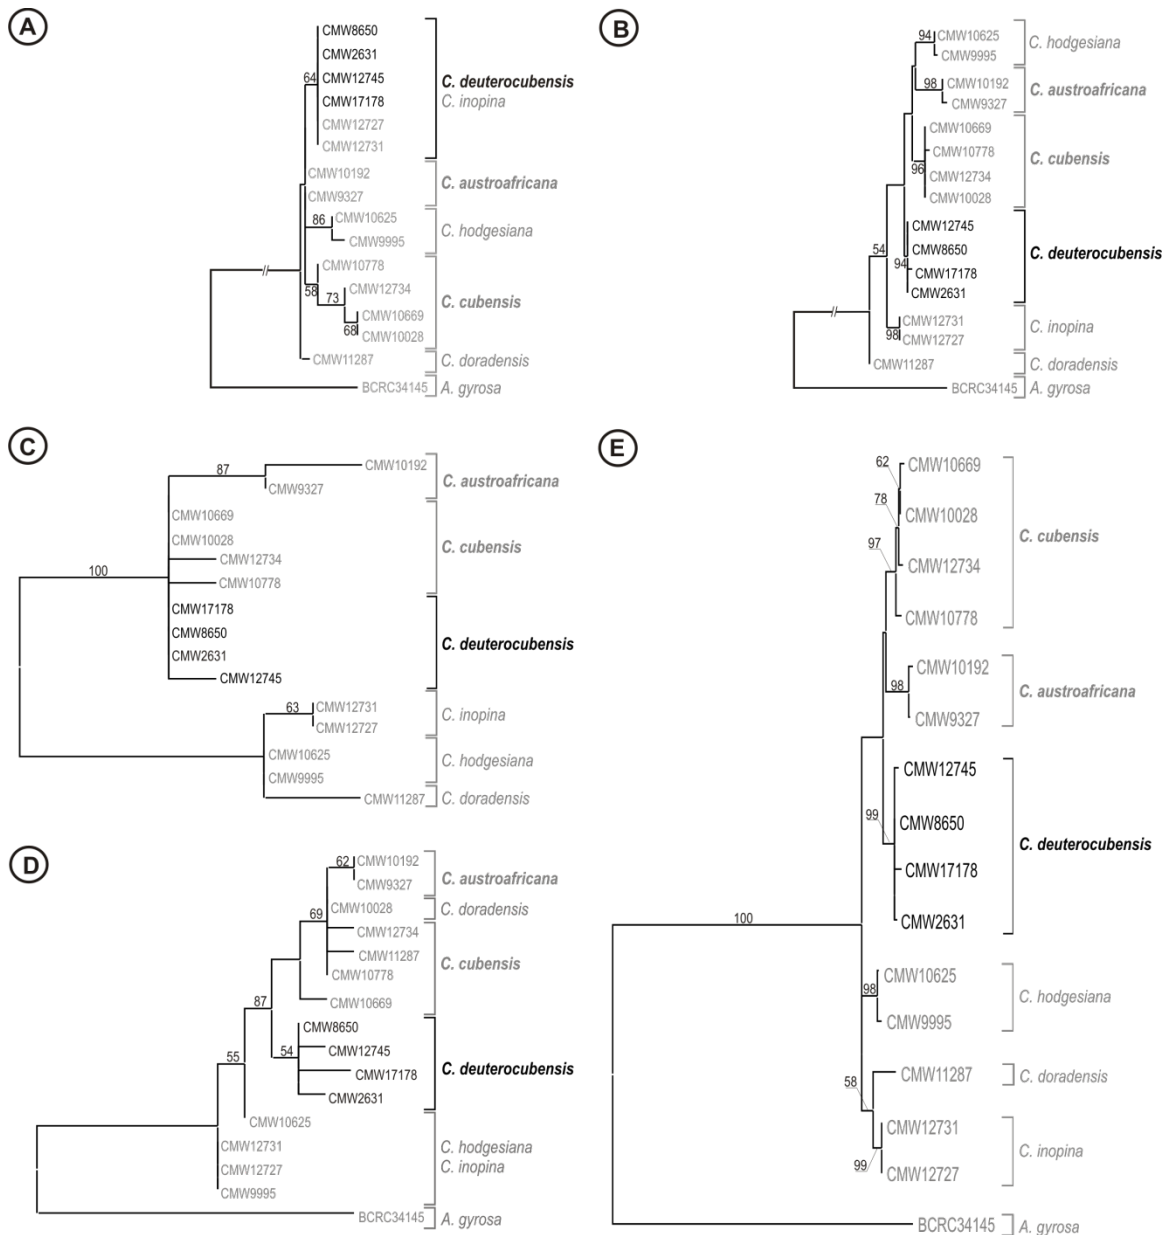 A
CMW8650
CMW2631
64
CMW12745
CMW17178
CMW12727
CMW12731
C. deuterocubensis
C. inopina
CMW10192
CMW9327
C. austroafricana
86
CMW10625
CMW9995
C. hodgesiana
CMW10778
58
CMW12734
73
CMW10669
68
CMW10028
C. cubensis
CMW11287
C. doradensis
BCRC34145
A. gyrosa
B
94
CMW10625
CMW9995
C. hodgesiana
98
CMW10192
CMW9327
C. austroafricana
CMW10669
CMW10778
96
CMW12734
CMW10028
C. cubensis
54
CMW12745
CMW8650
94
CMW17178
CMW2631
C. deuterocubensis
CMW12731
98
CMW12727
C. inopina
CMW11287
C. doradensis
BCRC34145
A. gyrosa
C
87
CMW10192
CMW9327
C. austroafricana
CMW10669
CMW10028
CMW12734
CMW10778
C. cubensis
100
CMW17178
CMW8650
CMW2631
CMW12745
C. deuterocubensis
63
CMW12731
CMW12727
C. inopina
CMW10625
CMW9995
C. hodgesiana
CMW11287
C. doradensis
D
62
CMW10192
CMW9327
C. austroafricana
69
CMW10028
C. doradensis
CMW12734
CMW11287
CMW10778
CMW10669
C. cubensis
87
CMW8650
54
CMW12745
CMW17178
CMW2631
C. deuterocubensis
55
CMW10625
CMW12731
CMW12727
CMW9995
C. hodgesiana
C. inopina
BCRC34145
A. gyrosa
E
62
CMW10669
78
CMW10028
97
CMW12734
CMW10778
C. cubensis
CMW10192
98
CMW9327
C. austroafricana
CMW12745
99
CMW8650
CMW17178
CMW2631
C. deuterocubensis
100
CMW10625
98
CMW9995
C. hodgesiana
58
CMW11287
C. doradensis
CMW12731
99
CMW12727
C. inopina
BCRC34145
A. gyrosa